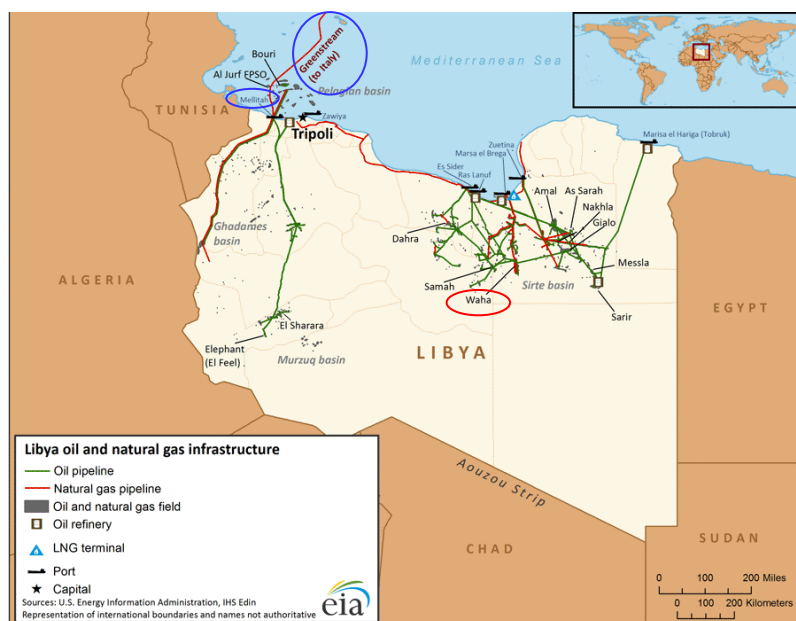 Greenstream
(to Italy)
Mediterranean Sea
Bouri
Al Jurf FPSO
Pelagian basin
Mellitah
TUNISIA
Zawiya
Tripoli
Marisa el Hariga (Tobruk)
Zuetina
Marsa el Brega
Es Sider
Ras Lanuf
Amal
As Sarah
Nakhla
Gialo
Ghadames
basin
Dahra
ALGERIA
Messla
Samah
Sirte basin
Waha
EGYPT
Sarir
El Sharara
Elephant
(El Feel)
Murzuq basin
LIBYA
Aouzou Strip
CHAD
SUDAN
Libya oil and natural gas infrastructure
Oil pipeline
Natural gas pipeline
Oil and natural gas field
Oil refinery
LNG terminal
Port
Capital
Sources: U.S. Energy Information Administration, IHS Edin
Representation of international boundaries and names not authoritative
eia
0 100 200 Miles
0 100 200 Kilometers